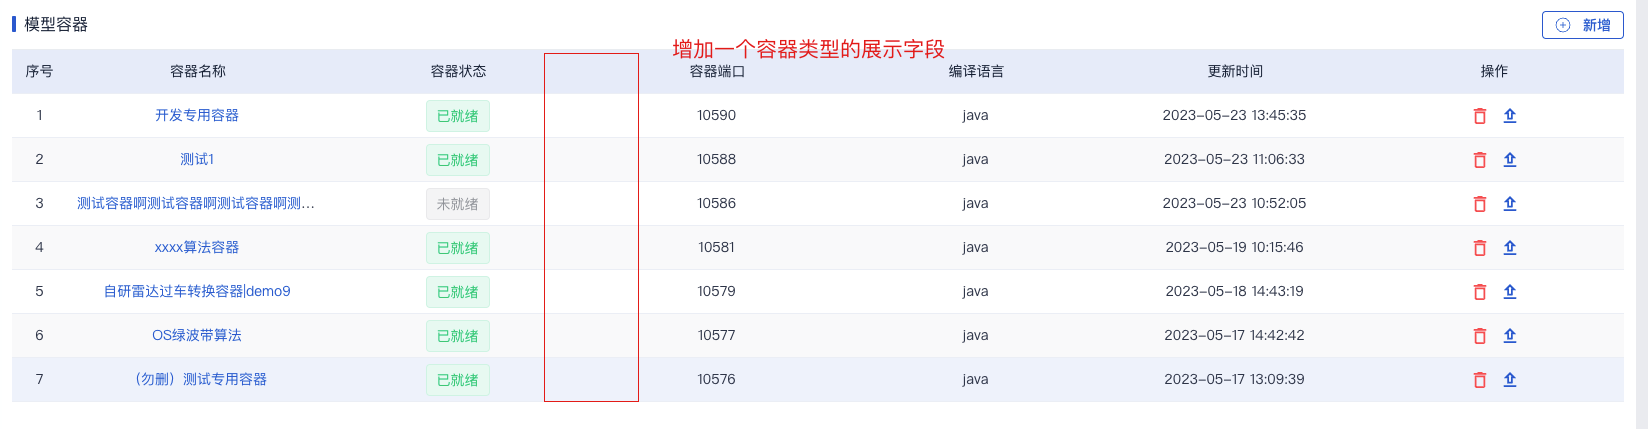 模型容器
新增
增加一个容器类型的展示字段
序号 容器名称 容器状态 容器端口 编译语言 更新时间 操作
1 开发专用容器 已就绪 10590 java 2023-05-23 13:45:35
2 测试1 已就绪 10588 java 2023-05-23 11:06:33
3 测试容器啊测试容器啊测试容器啊测... 未就绪 10586 java 2023-05-23 10:52:05
4 xxxx算法容器 已就绪 10581 java 2023-05-19 10:15:46
5 自研雷达过车转换容器|demo9 已就绪 10579 java 2023-05-18 14:43:19
6 OS绿波带算法 已就绪 10577 java 2023-05-17 14:42:42
7 （勿删）测试专用容器 已就绪 10576 java 2023-05-17 13:09:39